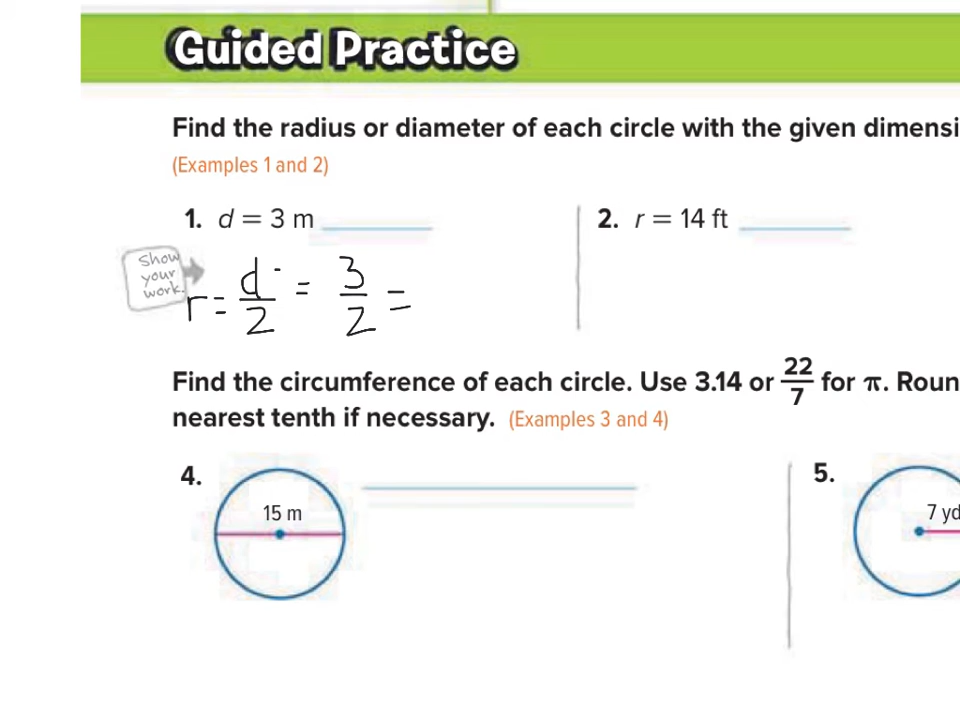 Guided Practice
Find the radius or diameter of each circle with the given dimensi
(Examples 1 and 2)
1. d = 3 m
2. r = 14 ft
show
your
work.
r = d/2 = 3/2 =
Find the circumference of each circle. Use 3.14 or 22/7 for π. Roun
nearest tenth if necessary. (Examples 3 and 4)
4.
15 m
5.
7 yd